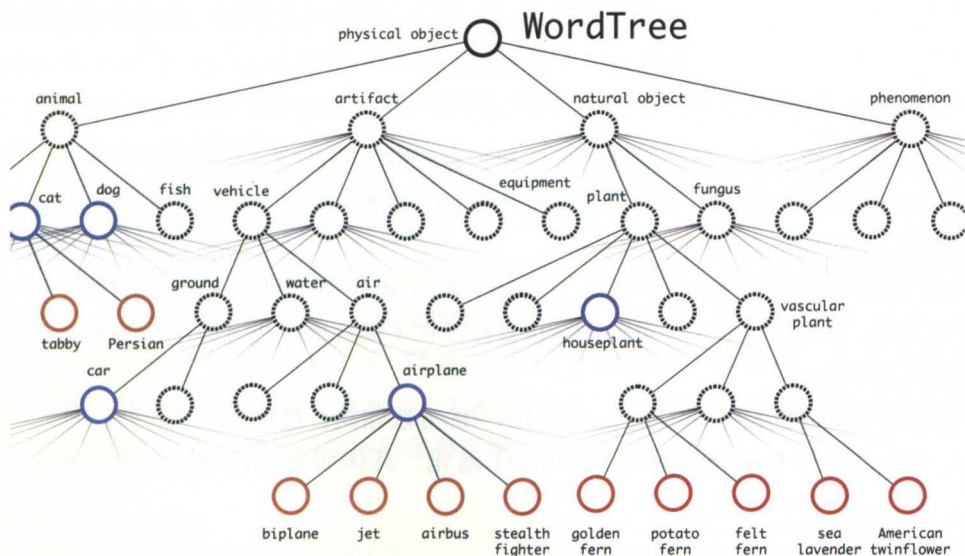 WordTree
physical object
animal
artifact
natural object
phenomenon
cat
dog
fish
vehicle
equipment
plant
fungus
ground
water
air
tabby
Persian
houseplant
vascular
plant
car
airplane
biplane
jet
airbus
stealth
fighter
golden
fern
potato
fern
felt
fern
sea
lavender
American
twinflower